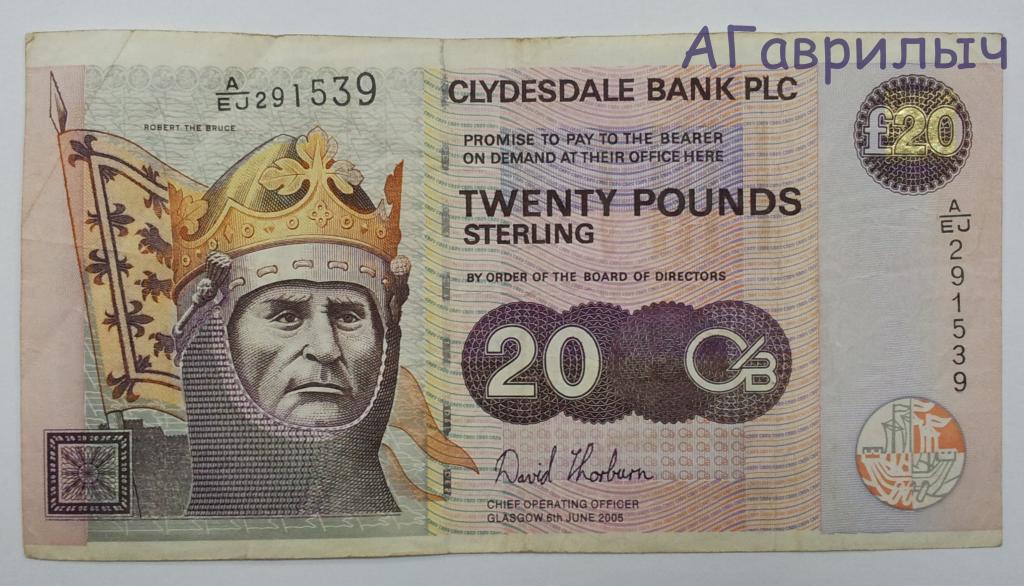 АГаврилыч
A/EJ 291539
ROBERT THE BRUCE
CLYDESDALE BANK PLC
PROMISE TO PAY TO THE BEARER
ON DEMAND AT THEIR OFFICE HERE
TWENTY POUNDS
STERLING
BY ORDER OF THE BOARD OF DIRECTORS
20 CB
David Thorburn
CHIEF OPERATING OFFICER
GLASGOW 6th JUNE 2005
£20
A/EJ 291539